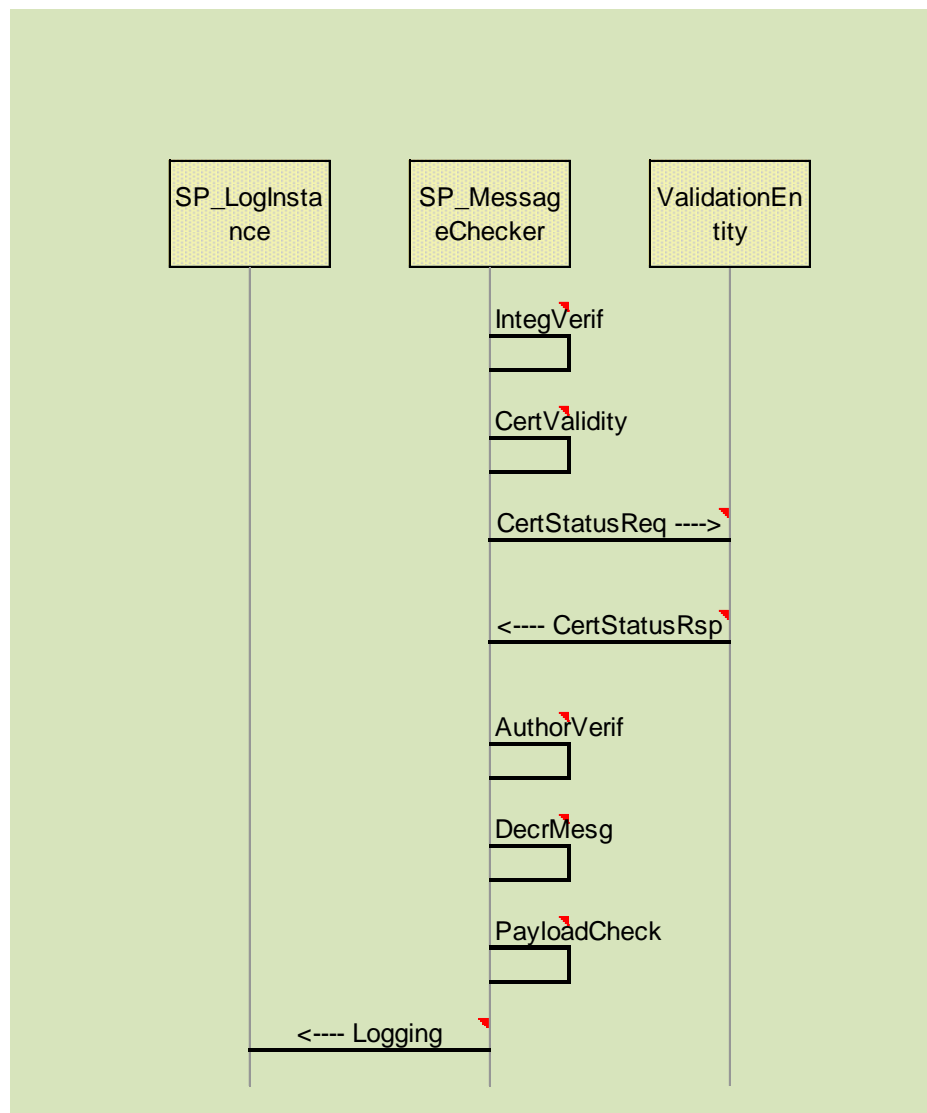 SP_LogInsta
nce
SP_Messag
eChecker
ValidationEn
tity
IntegVerif
CertValidity
CertStatusReq ---->
<---- CertStatusRsp
AuthorVerif
DecrMesg
PayloadCheck
<---- Logging